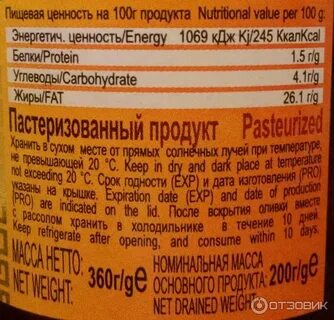 Пищевая ценность на 100г продукта Nutritional value per 100 g
Энергетич. ценность/Energy 1069 кДж Kj/245 КкалKcal
Белки/Protein 1.5 г/g
Углеводы/Carbohydrate 4.1г/g
Жиры/FAT 26.1 г/g
Пастеризованный продукт Pasteurized
Хранить в сухом месте от прямых солнечных лучей при температуре,
не превышающей 20 °С. Keep in dry and dark place at temperature
not exceeding 20 °С. Срок годности (EXP) и дата изготовления (PRO)
указаны на крышке. Expiration date (EXP) and date of production
(PRO) are indicated on the lid. После вскрытия оливки вместе
с рассолом хранить в холодильнике в течение 10 дней.
Keep refrigerate after opening, and consume within 10 days.
МАССА НЕТТО: 360г/g℮ НОМИНАЛЬНАЯ МАССА
NET WEIGHT: ОСНОВНОГО ПРОДУКТА: 200г/g℮
NET DRAINED WEIGHT:
ОТЗОВИК